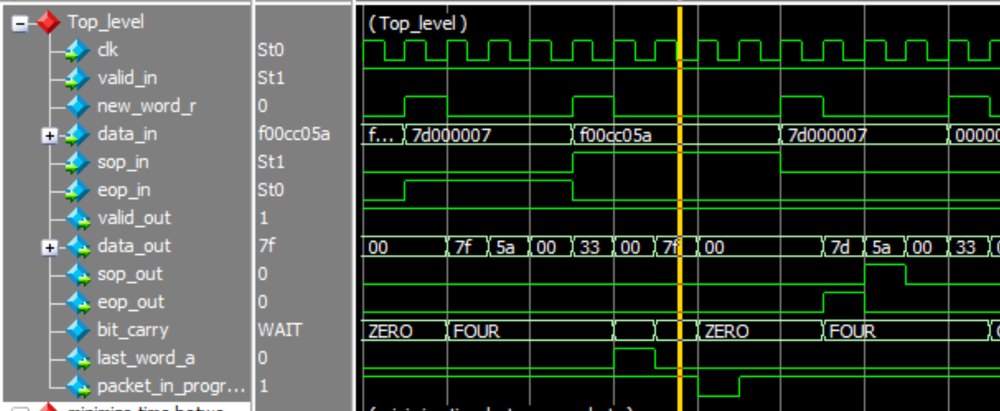 Top_level (Top_level)
clk St0
valid_in St1
new_word_r 0
data_in f00cc05a f... 7d000007 f00cc05a 7d000007 00000
sop_in St1
eop_in St0
valid_out 1
data_out 7f 00 7f 5a 00 33 00 7f 00 7d 5a 00 33
sop_out 0
eop_out 0
bit_carry WAIT ZERO FOUR ZERO FOUR
last_word_a 0
packet_in_progr... 1